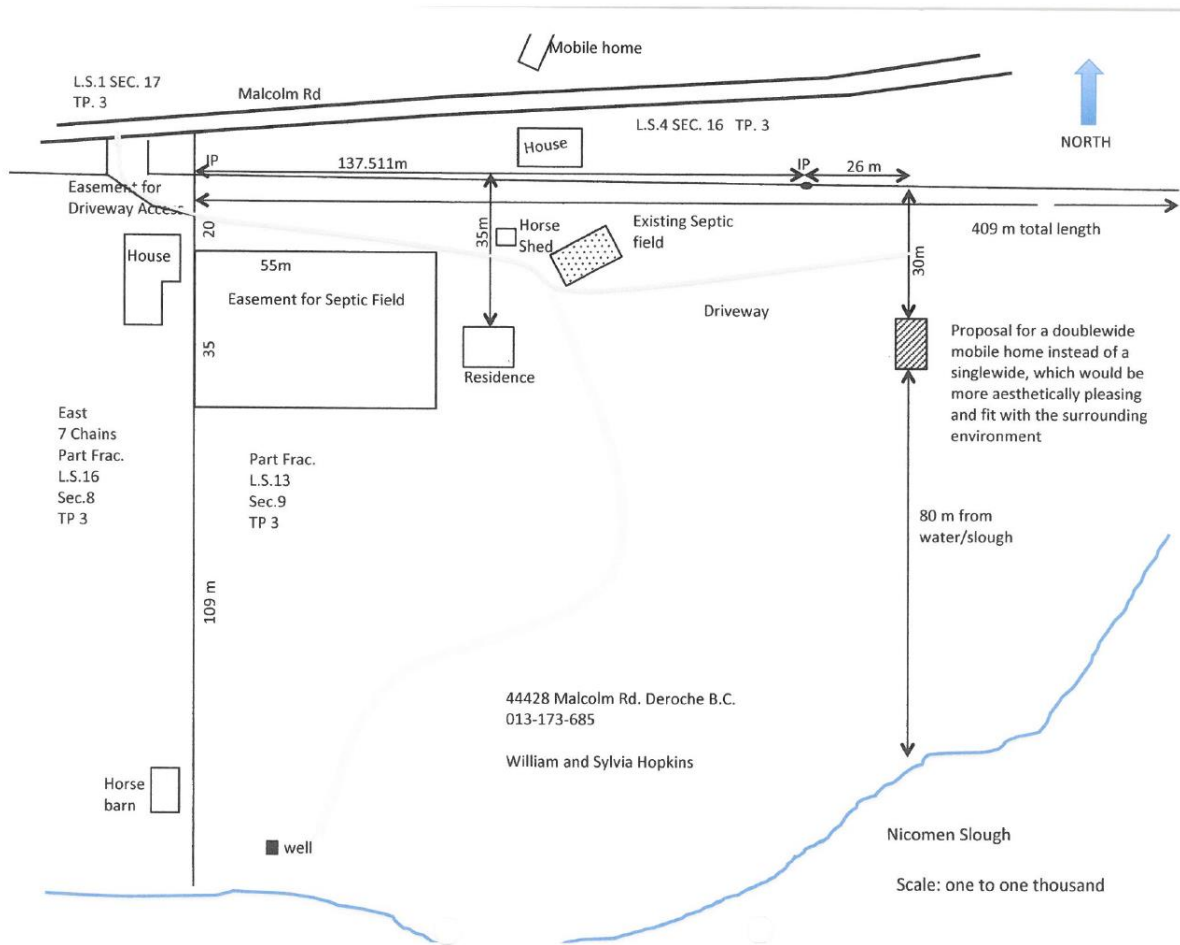 Mobile home
L.S.1 SEC. 17
TP. 3
Malcolm Rd
L.S.4 SEC. 16 TP. 3
NORTH
House
IP
137.511m
IP
26 m
Easement for
Driveway Access
20
409 m total length
35m
Horse
Shed
Existing Septic
field
30m
House
55m
Easement for Septic Field
35
Driveway
Residence
Proposal for a doublewide
mobile home instead of a
singlewide, which would be
more aesthetically pleasing
and fit with the surrounding
environment
East
7 Chains
Part Frac.
L.S.16
Sec.8
TP 3
Part Frac.
L.S.13
Sec.9
TP 3
80 m from
water/slough
109 m
44428 Malcolm Rd. Deroche B.C.
013-173-685
William and Sylvia Hopkins
Horse
barn
well
Nicomen Slough
Scale: one to one thousand